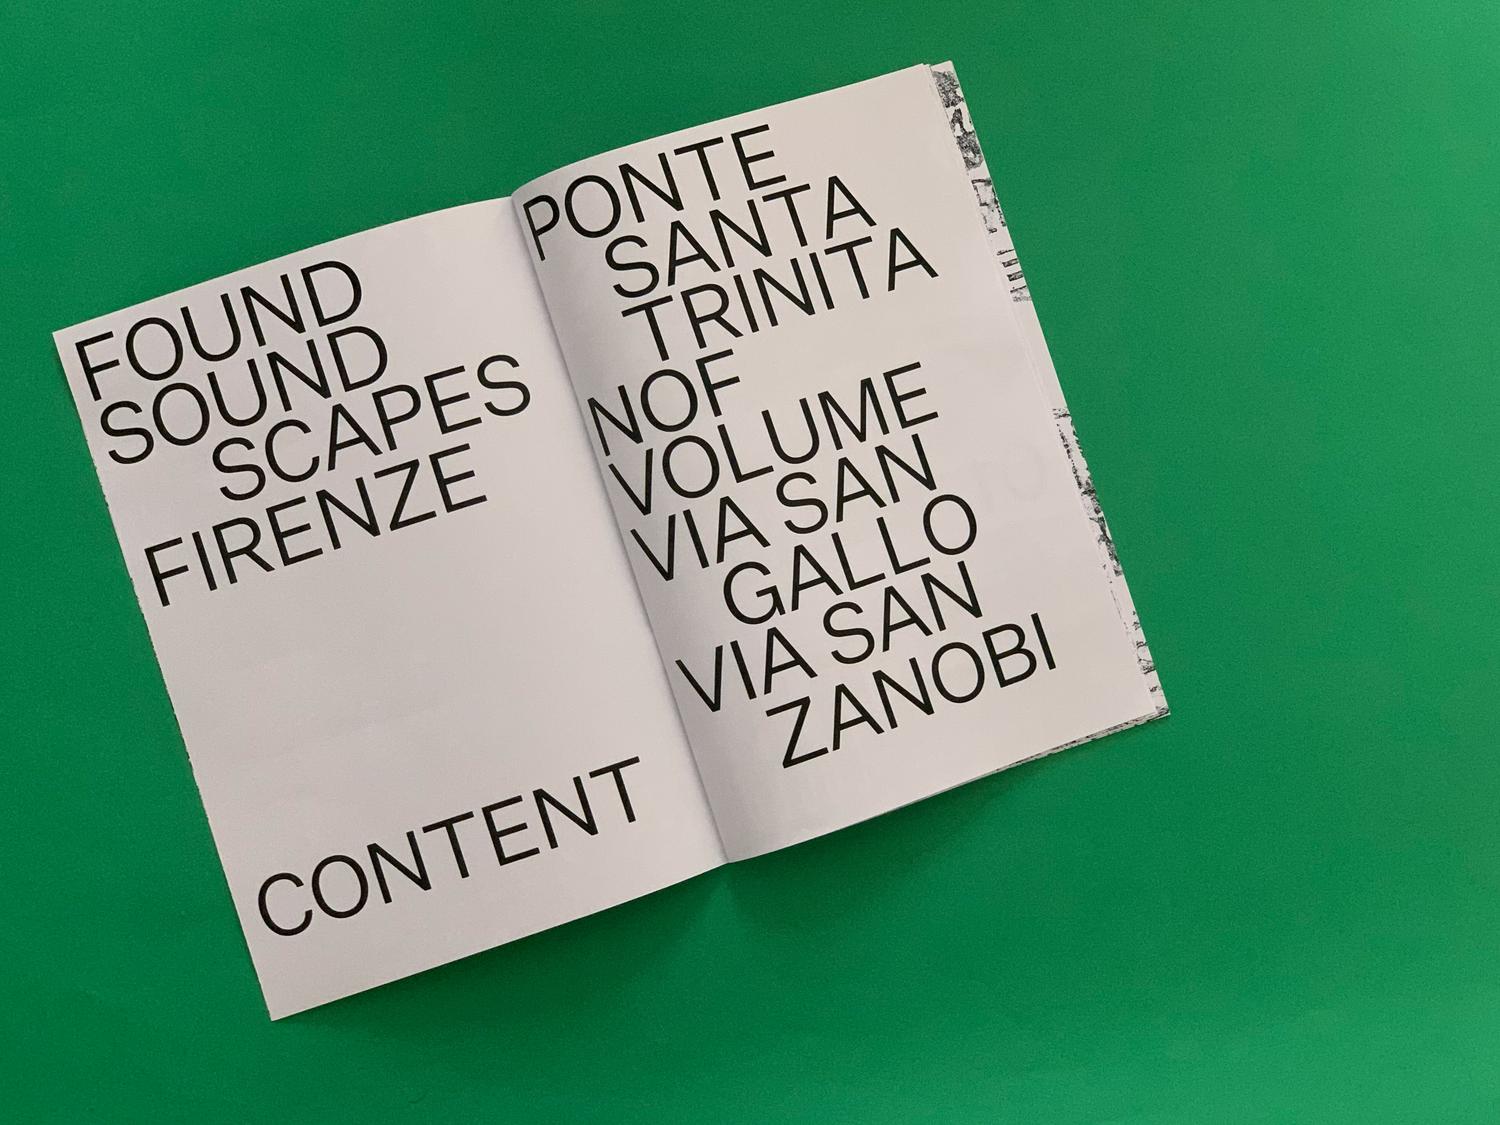 FOUND
SOUND
SCAPES
FIRENZE
CONTENT
PONTE
SANTA
TRINITA
NOF
VOLUME
VIA SAN
GALLO
VIA SAN
ZANOBI